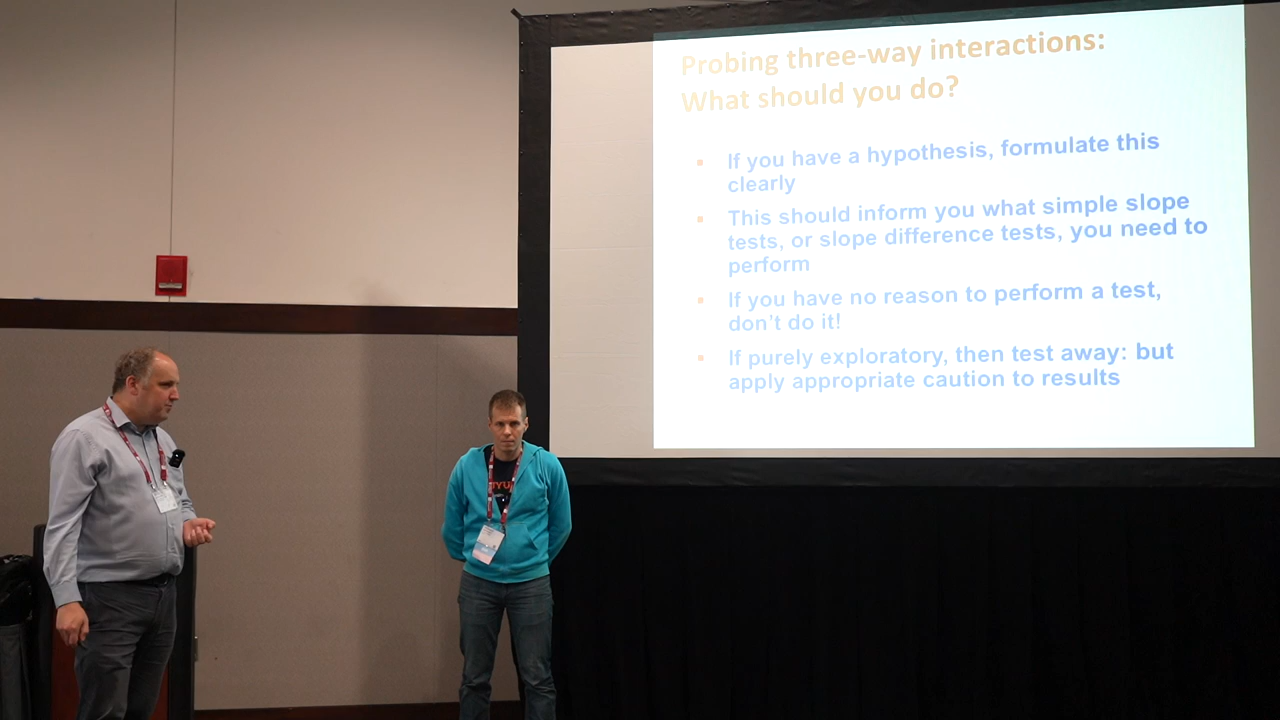 Probing three-way interactions:
What should you do?
If you have a hypothesis, formulate this
clearly
This should inform you what simple slope
tests, or slope difference tests, you need to
perform
If you have no reason to perform a test,
don't do it!
If purely exploratory, then test away: but
apply appropriate caution to results